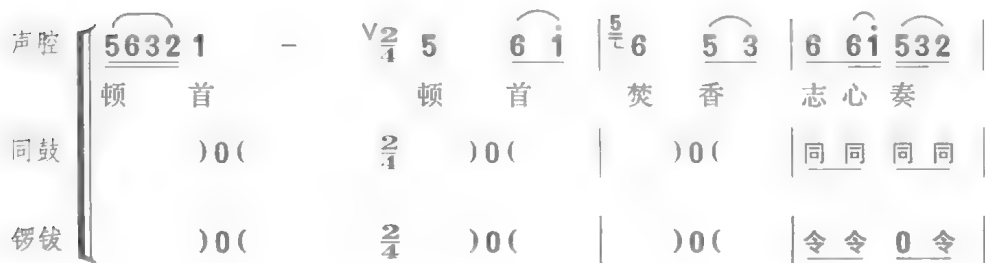 声腔 5632 1 - V 2/4 5 6 i | 5 6 5 3 | 6 6i 532 |
顿 首 顿 首 焚 香 志 心 奏
同鼓 )0( 2/4 )0( | )0( | 同 同 同 同 |
锣钹 )0( 2/4 )0( | )0( | 令 令 0 令 |